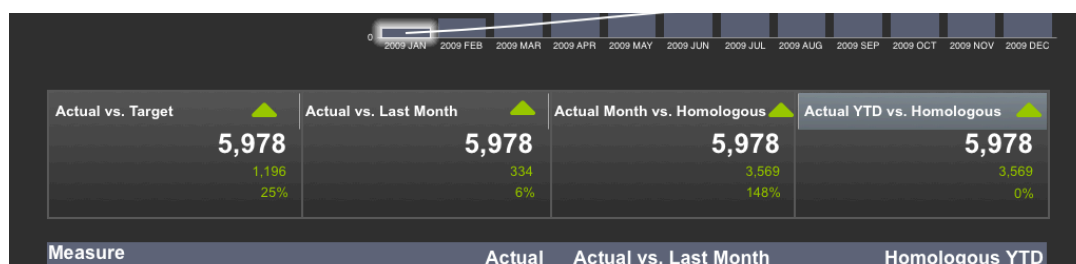 0
2009 JAN 2009 FEB 2009 MAR 2009 APR 2009 MAY 2009 JUN 2009 JUL 2009 AUG 2009 SEP 2009 OCT 2009 NOV 2009 DEC
Actual vs. Target Actual vs. Last Month Actual Month vs. Homologous Actual YTD vs. Homologous
5,978 5,978 5,978 5,978
1,196 334 3,569 3,569
25% 6% 148% 0%
Measure Actual Actual vs. Last Month Homologous YTD